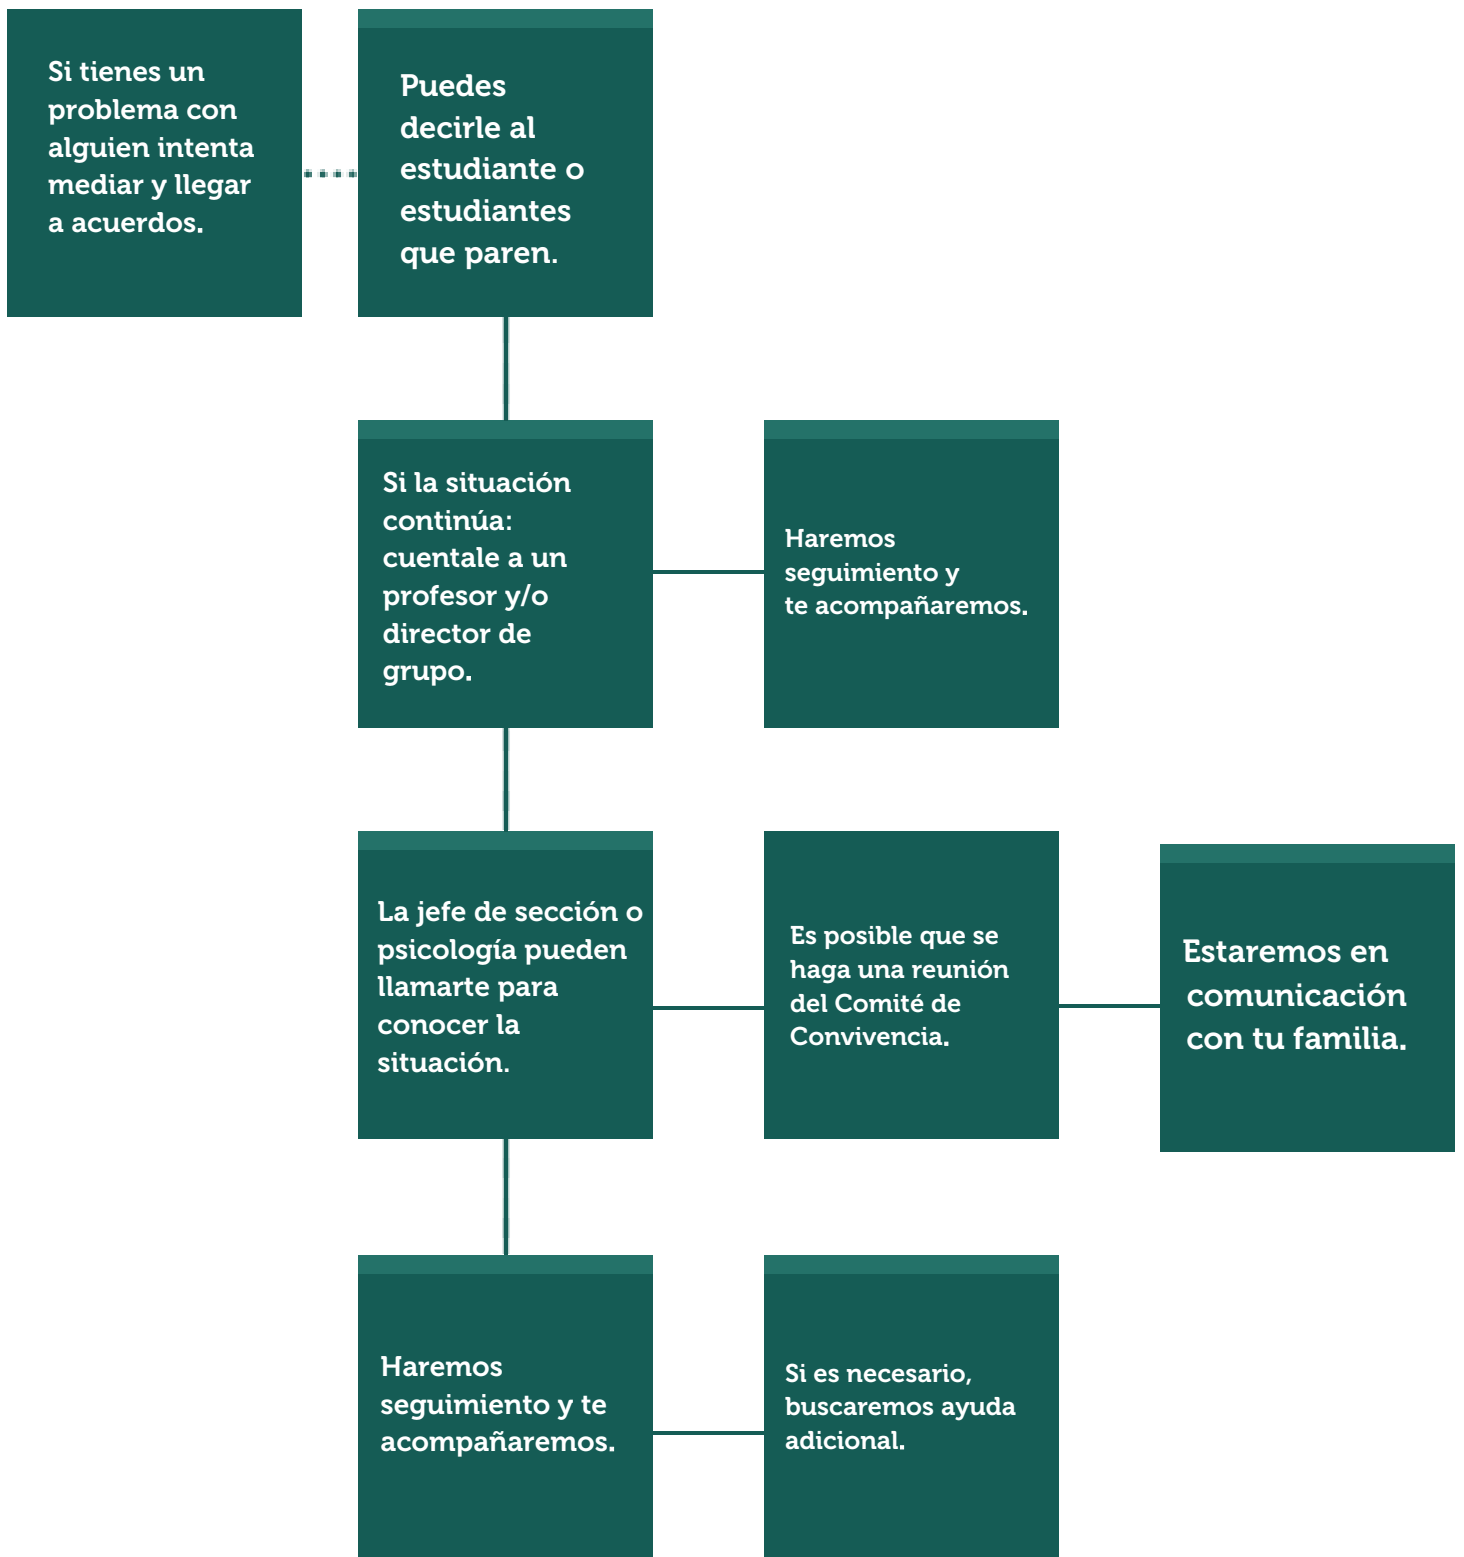 Si tienes un
problema con
alguien intenta
mediar y llegar
a acuerdos.
Puedes
decirle al
estudiante o
estudiantes
que paren.
Si la situación
continúa:
cuentale a un
profesor y/o
director de
grupo.
Haremos
seguimiento y
te acompañaremos.
La jefe de sección o
psicología pueden
llamarte para
conocer la
situación.
Es posible que se
haga una reunión
del Comité de
Convivencia.
Estaremos en
comunicación
con tu familia.
Haremos
seguimiento y te
acompañaremos.
Si es necesario,
buscaremos ayuda
adicional.